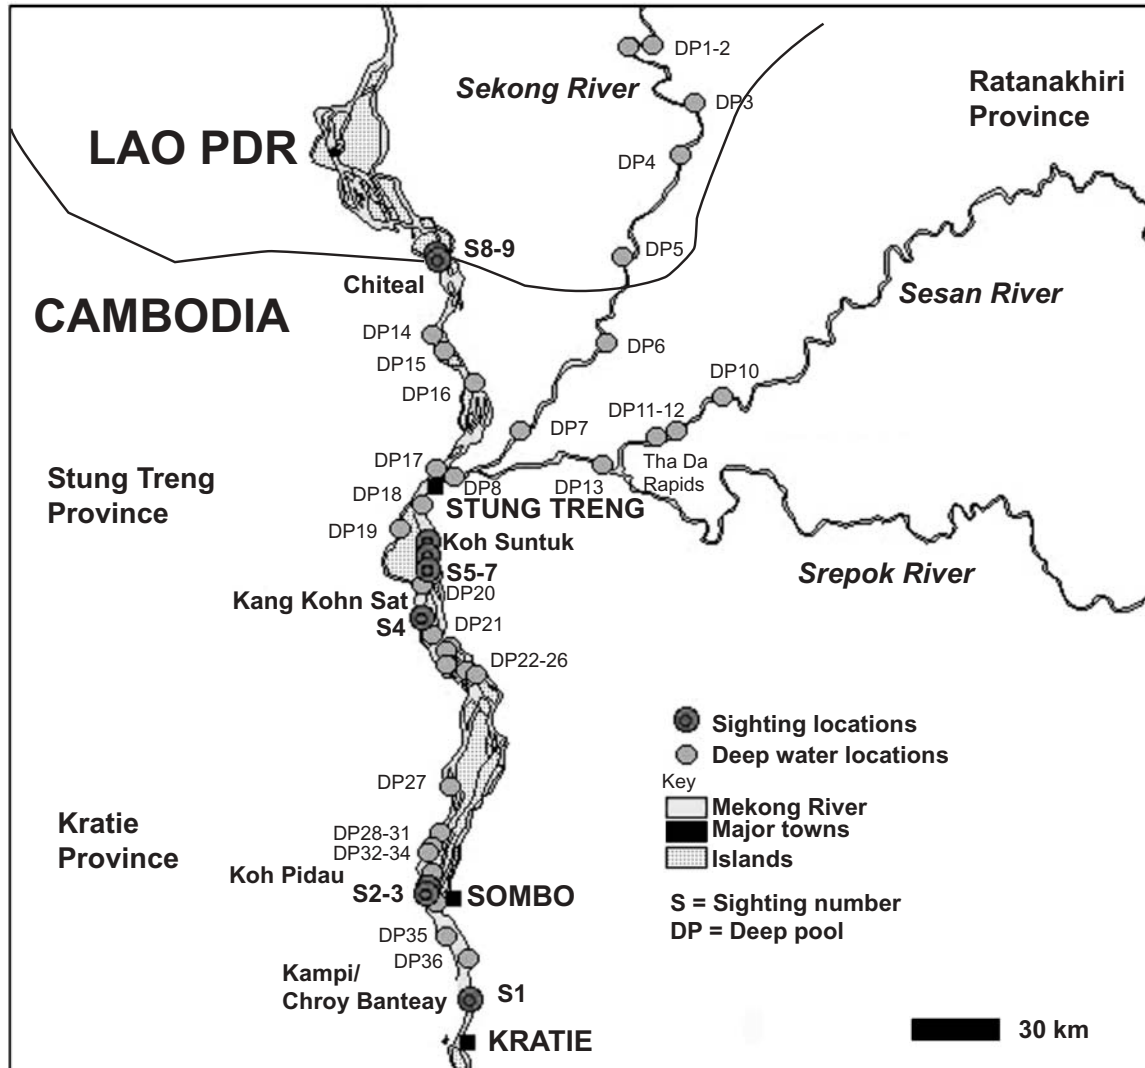 DP1-2
Sekong River
Ratanakhiri
Province
DP3
LAO PDR
DP4
S8-9
DP5
Chiteal
Sesan River
CAMBODIA
DP14
DP6
DP15
DP16
DP10
DP11-12
DP7
DP17
Tha Da
Rapids
Stung Treng
Province
DP8
DP13
DP18
STUNG TRENG
DP19
Koh Suntuk
S5-7
Srepok River
DP20
Kang Kohn Sat
S4
DP21
DP22-26
Sighting locations
Deep water locations
Key
DP27
Mekong River
Major towns
Islands
Kratie
Province
DP28-31
DP32-34
Koh Pidau
S2-3
SOMBO
S = Sighting number
DP = Deep pool
DP35
DP36
Kampi/
Chroy Banteay
S1
KRATIE
30 km